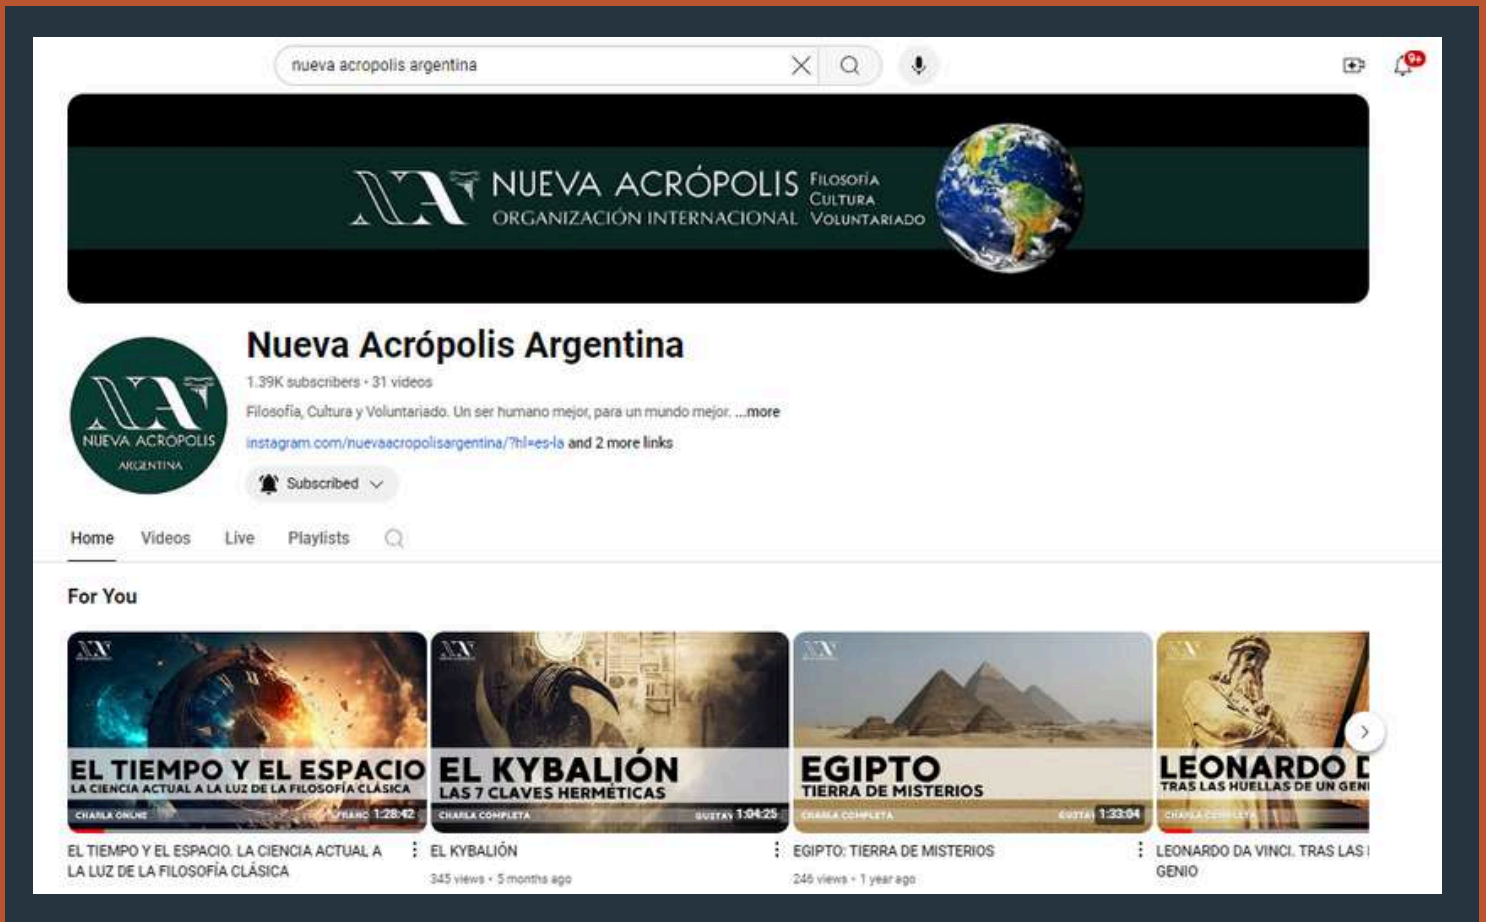 nueva acropolis argentina
9+
NUEVA ACRÓPOLIS
ORGANIZACIÓN INTERNACIONAL
FILOSOFÍA
CULTURA
VOLUNTARIADO
NUEVA ACRÓPOLIS
ARGENTINA
Nueva Acrópolis Argentina
1.39K subscribers • 31 videos
Filosofía, Cultura y Voluntariado. Un ser humano mejor, para un mundo mejor. ...more
instagram.com/nuevaacropolisargentina/?hl=es-la and 2 more links
Subscribed
Home Videos Live Playlists
For You
EL TIEMPO Y EL ESPACIO
LA CIENCIA ACTUAL A LA LUZ DE LA FILOSOFÍA CLÁSICA
CHARLA ONLINE
1:28:42
EL TIEMPO Y EL ESPACIO. LA CIENCIA ACTUAL A
LA LUZ DE LA FILOSOFÍA CLÁSICA
EL KYBALIÓN
LAS 7 CLAVES HERMÉTICAS
CHARLA COMPLETA
GUSTAV 1:04:25
EL KYBALIÓN
345 views • 5 months ago
EGIPTO
TIERRA DE MISTERIOS
CHARLA COMPLETA
1:33:04
EGIPTO: TIERRA DE MISTERIOS
246 views • 1 year ago
LEONARDO D
TRAS LAS HUELLAS DE UN GENI
LEONARDO DA VINCI. TRAS LAS
GENIO